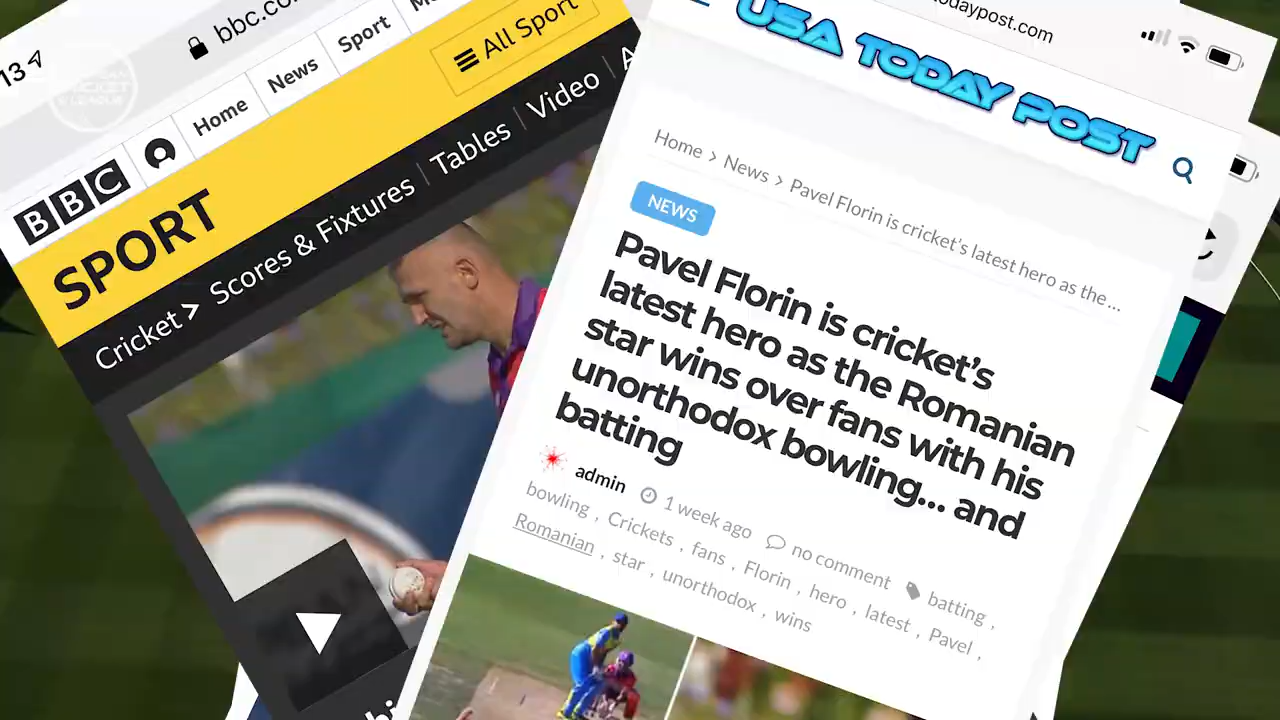 13
bbc.co
BBC
Home
News
Sport
SPORT
All Sport
Cricket
Scores & Fixtures
Tables
Video
todaypost.com
USA TODAY POST
Home > News > Pavel Florin is cricket's latest hero as the...
NEWS
Pavel Florin is cricket's
latest hero as the Romanian
star wins over fans with his
unorthodox bowling... and
batting
admin 1 week ago no comment batting ,
bowling , Crickets , fans , Florin , hero , latest , Pavel ,
Romanian , star , unorthodox , wins